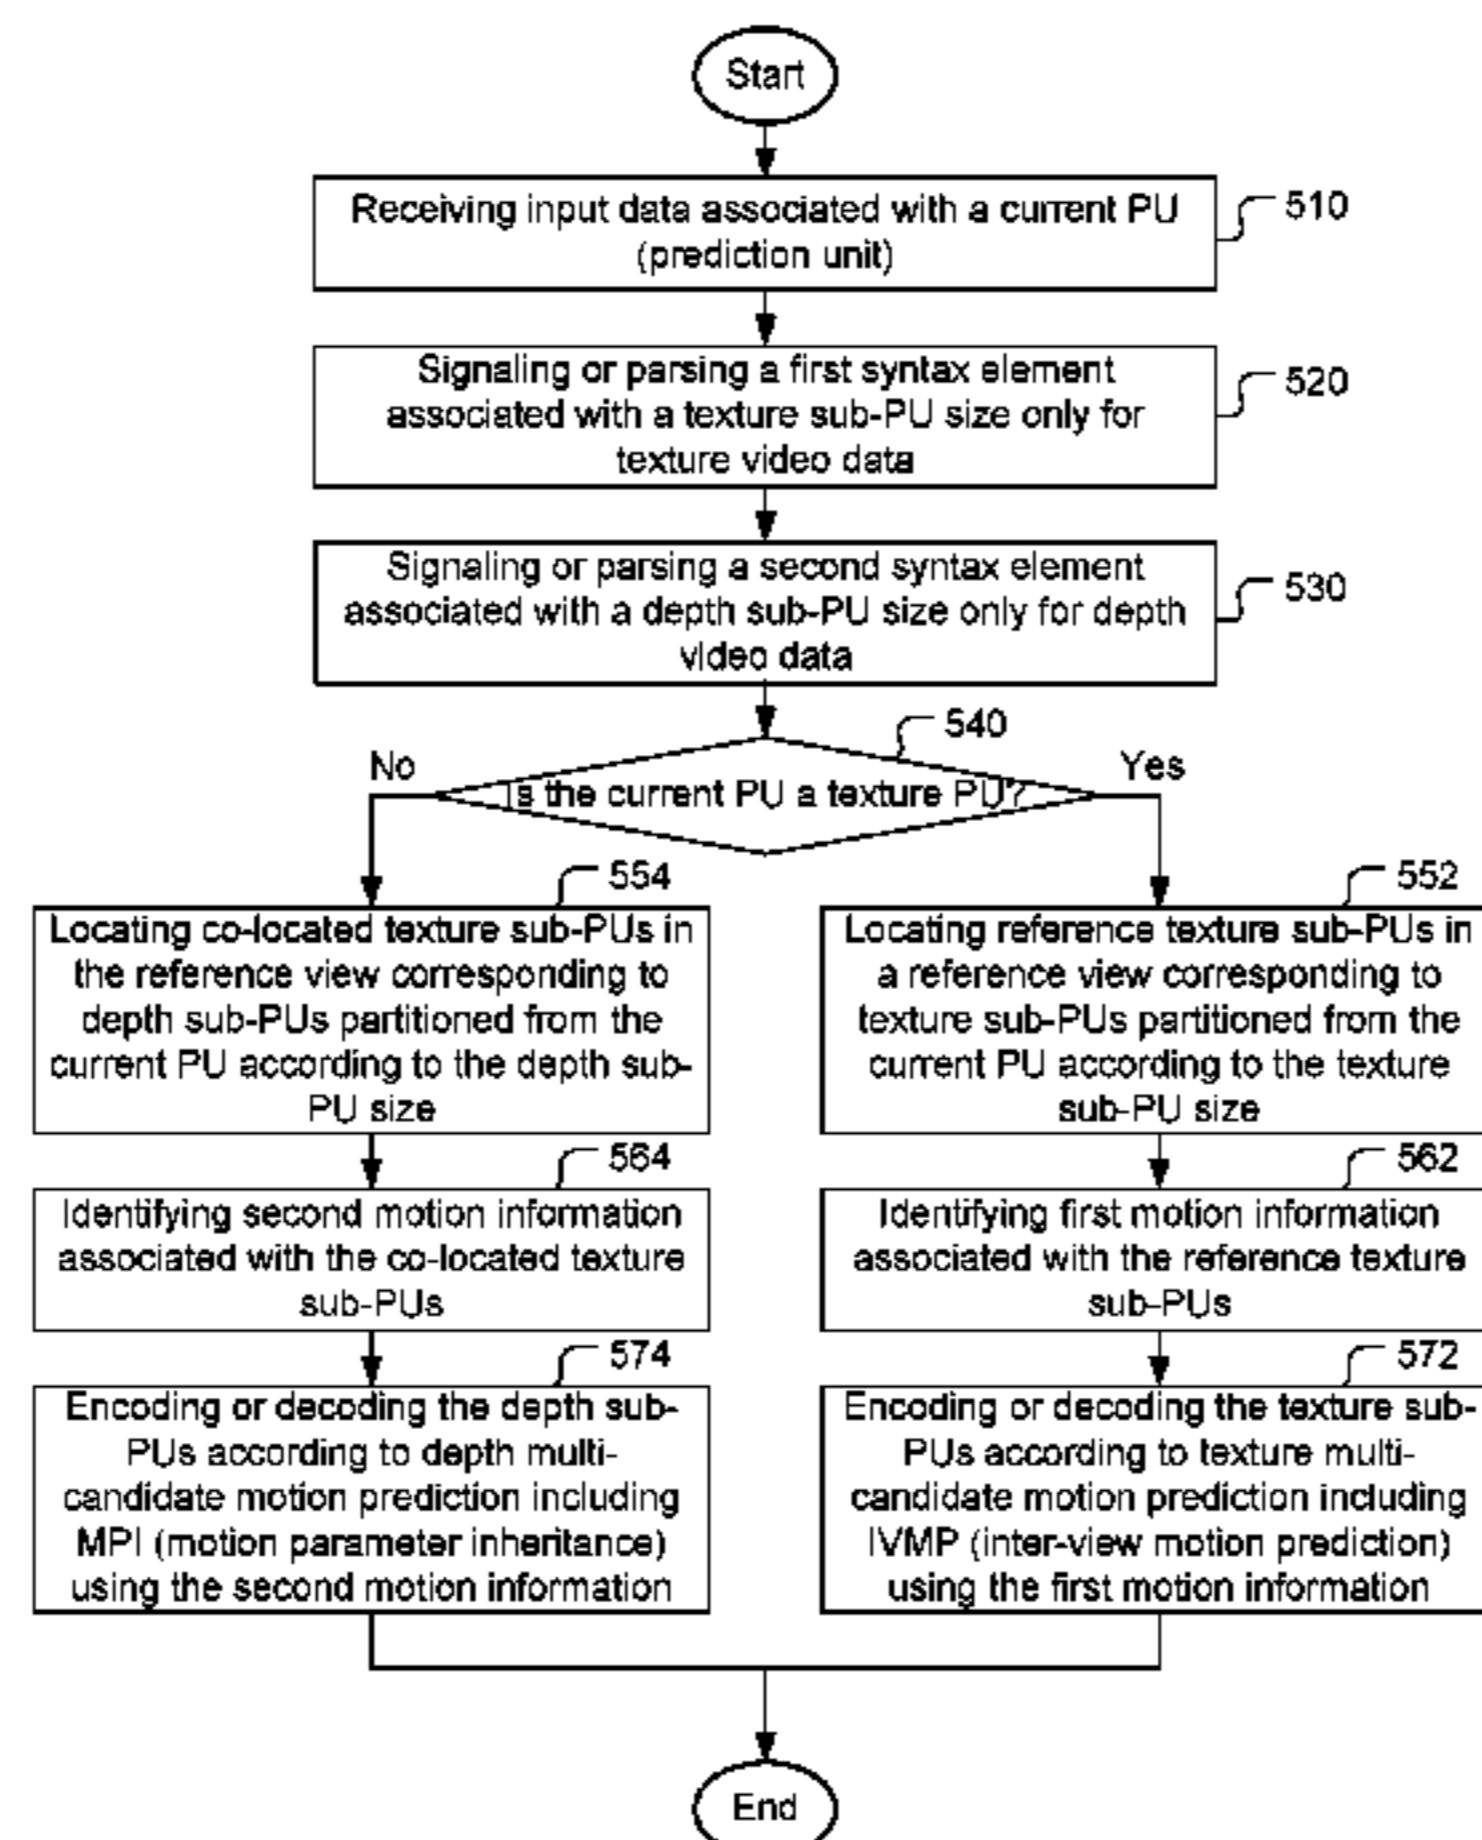 Start
Receiving input data associated with a current PU
(prediction unit)
510
Signaling or parsing a first syntax element
associated with a texture sub-PU size only for
texture video data
520
Signaling or parsing a second syntax element
associated with a depth sub-PU size only for depth
video data
530
540
No
Is the current PU a texture PU?
Yes
554
Locating co-located texture sub-PUs in
the reference view corresponding to
depth sub-PUs partitioned from the
current PU according to the depth sub-
PU size
564
Identifying second motion information
associated with the co-located texture
sub-PUs
574
Encoding or decoding the depth sub-
PUs according to depth multi-
candidate motion prediction including
MPI (motion parameter inheritance)
using the second motion information
552
Locating reference texture sub-PUs in
a reference view corresponding to
texture sub-PUs partitioned from the
current PU according to the texture
sub-PU size
562
Identifying first motion information
associated with the reference texture
sub-PUs
572
Encoding or decoding the texture sub-
PUs according to texture multi-
candidate motion prediction including
IVMP (inter-view motion prediction)
using the first motion information
End